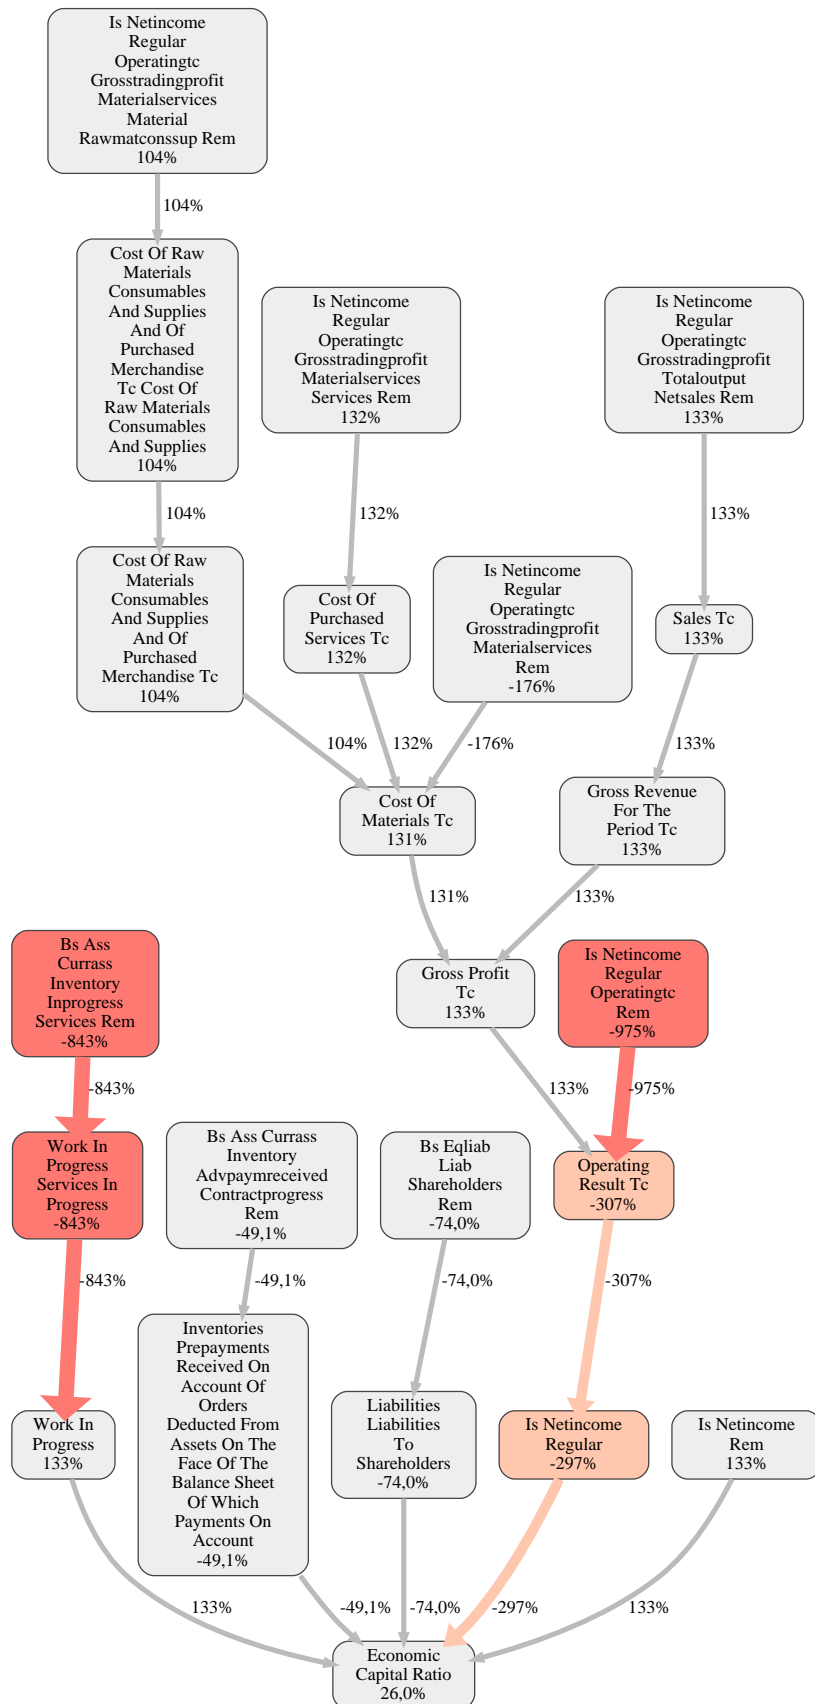 Is Netincome
Regular
Operatingtc
Grosstradingprofit
Materialservices
Material
Rawmatconssup Rem
104%
104%
Cost Of Raw
Materials
Consumables
And Supplies
And Of
Purchased
Merchandise
Tc Cost Of
Raw Materials
Consumables
And Supplies
104%
Is Netincome
Regular
Operatingtc
Grosstradingprofit
Materialservices
Services Rem
132%
Is Netincome
Regular
Operatingtc
Grosstradingprofit
Totaloutput
Netsales Rem
133%
104%
132%
133%
Cost Of Raw
Materials
Consumables
And Supplies
And Of
Purchased
Merchandise Tc
104%
Cost Of
Purchased
Services Tc
132%
Is Netincome
Regular
Operatingtc
Grosstradingprofit
Materialservices
Rem
-176%
Sales Tc
133%
104%
132%
-176%
133%
Cost Of
Materials Tc
131%
Gross Revenue
For The
Period Tc
133%
131%
133%
Bs Ass
Currass
Inventory
Inprogress
Services Rem
-843%
Gross Profit
Tc
133%
Is Netincome
Regular
Operatingtc
Rem
-975%
-843%
133%
-975%
Work In
Progress
Services In
Progress
-843%
Bs Ass Currass
Inventory
Advpaymreceived
Contractprogress
Rem
-49,1%
Bs Eqliab
Liab
Shareholders
Rem
-74,0%
Operating
Result Tc
-307%
-843%
-49,1%
-74,0%
-307%
Work In
Progress
133%
Inventories
Prepayments
Received On
Account Of
Orders
Deducted From
Assets On The
Face Of The
Balance Sheet
Of Which
Payments On
Account
-49,1%
Liabilities
Liabilities
To
Shareholders
-74,0%
Is Netincome
Regular
-297%
Is Netincome
Rem
133%
133%
-49,1%
-74,0%
-297%
133%
Economic
Capital Ratio
26,0%